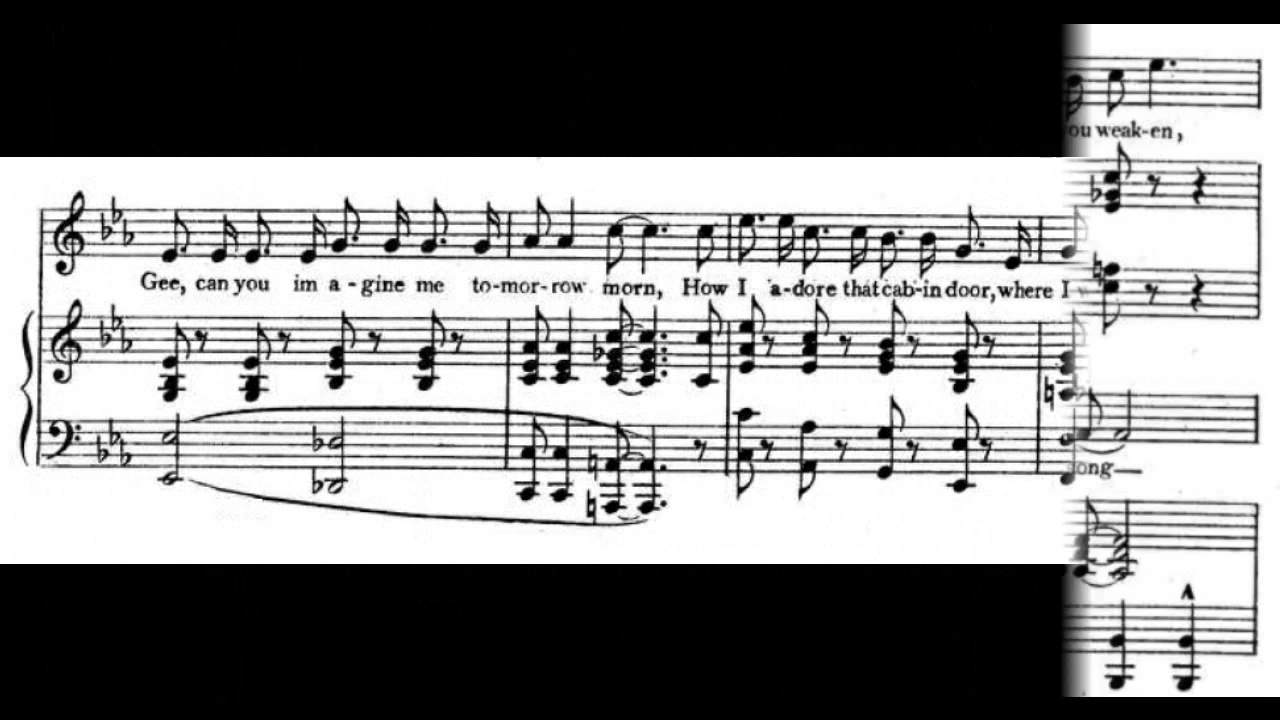 ou weak-en,
Gee, can you im a-gine me to-mor-row morn, How I a-dore that cab-in door, where I
song